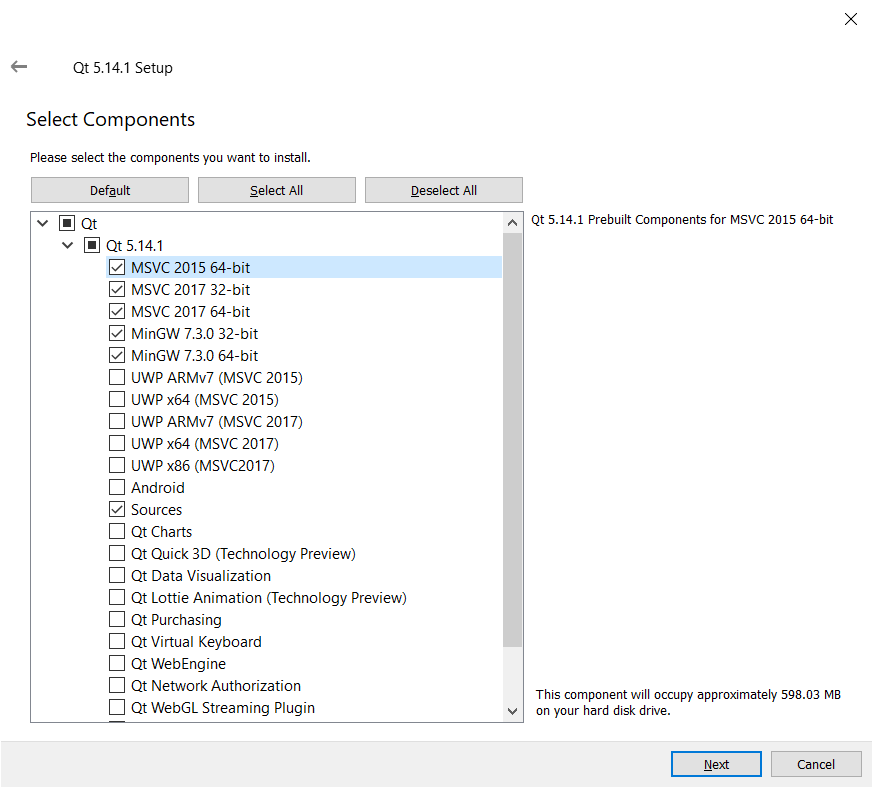 Qt 5.14.1 Setup
Select Components
Please select the components you want to install.
Default
Select All
Deselect All
Qt
Qt 5.14.1
MSVC 2015 64-bit
MSVC 2017 32-bit
MSVC 2017 64-bit
MinGW 7.3.0 32-bit
MinGW 7.3.0 64-bit
UWP ARMv7 (MSVC 2015)
UWP x64 (MSVC 2015)
UWP ARMv7 (MSVC 2017)
UWP x64 (MSVC 2017)
UWP x86 (MSVC2017)
Android
Sources
Qt Charts
Qt Quick 3D (Technology Preview)
Qt Data Visualization
Qt Lottie Animation (Technology Preview)
Qt Purchasing
Qt Virtual Keyboard
Qt WebEngine
Qt Network Authorization
Qt WebGL Streaming Plugin
Qt 5.14.1 Prebuilt Components for MSVC 2015 64-bit
This component will occupy approximately 598.03 MB
on your hard disk drive.
Next
Cancel